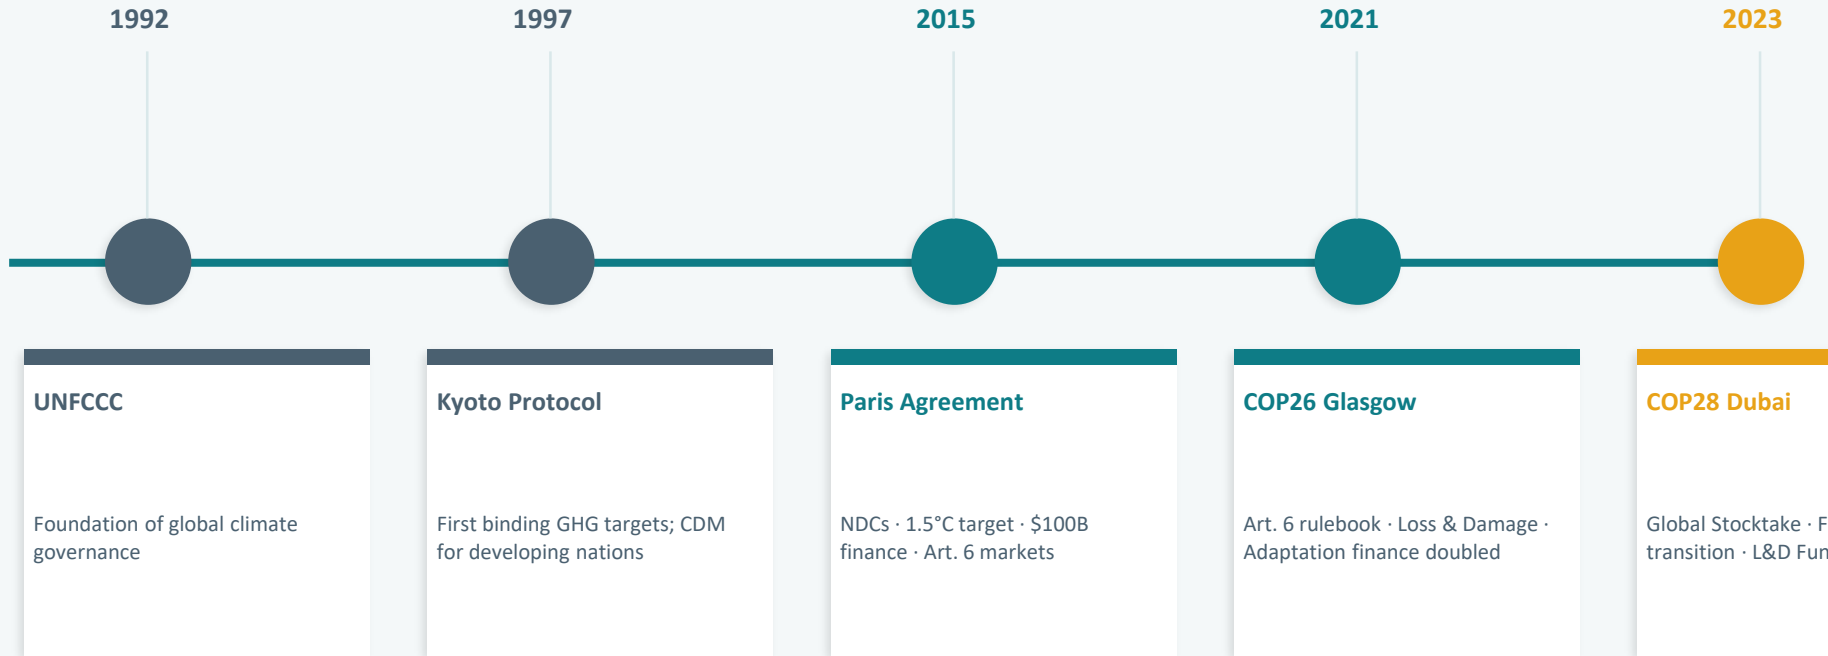 1992
1997
2015
2021
2023
UNFCCC
Foundation of global climate
governance
Kyoto Protocol
First binding GHG targets; CDM
for developing nations
Paris Agreement
NDCs · 1.5°C target · $100B
finance · Art. 6 markets
COP26 Glasgow
Art. 6 rulebook · Loss & Damage ·
Adaptation finance doubled
COP28 Dubai
Global Stocktake ·
transition · L&D